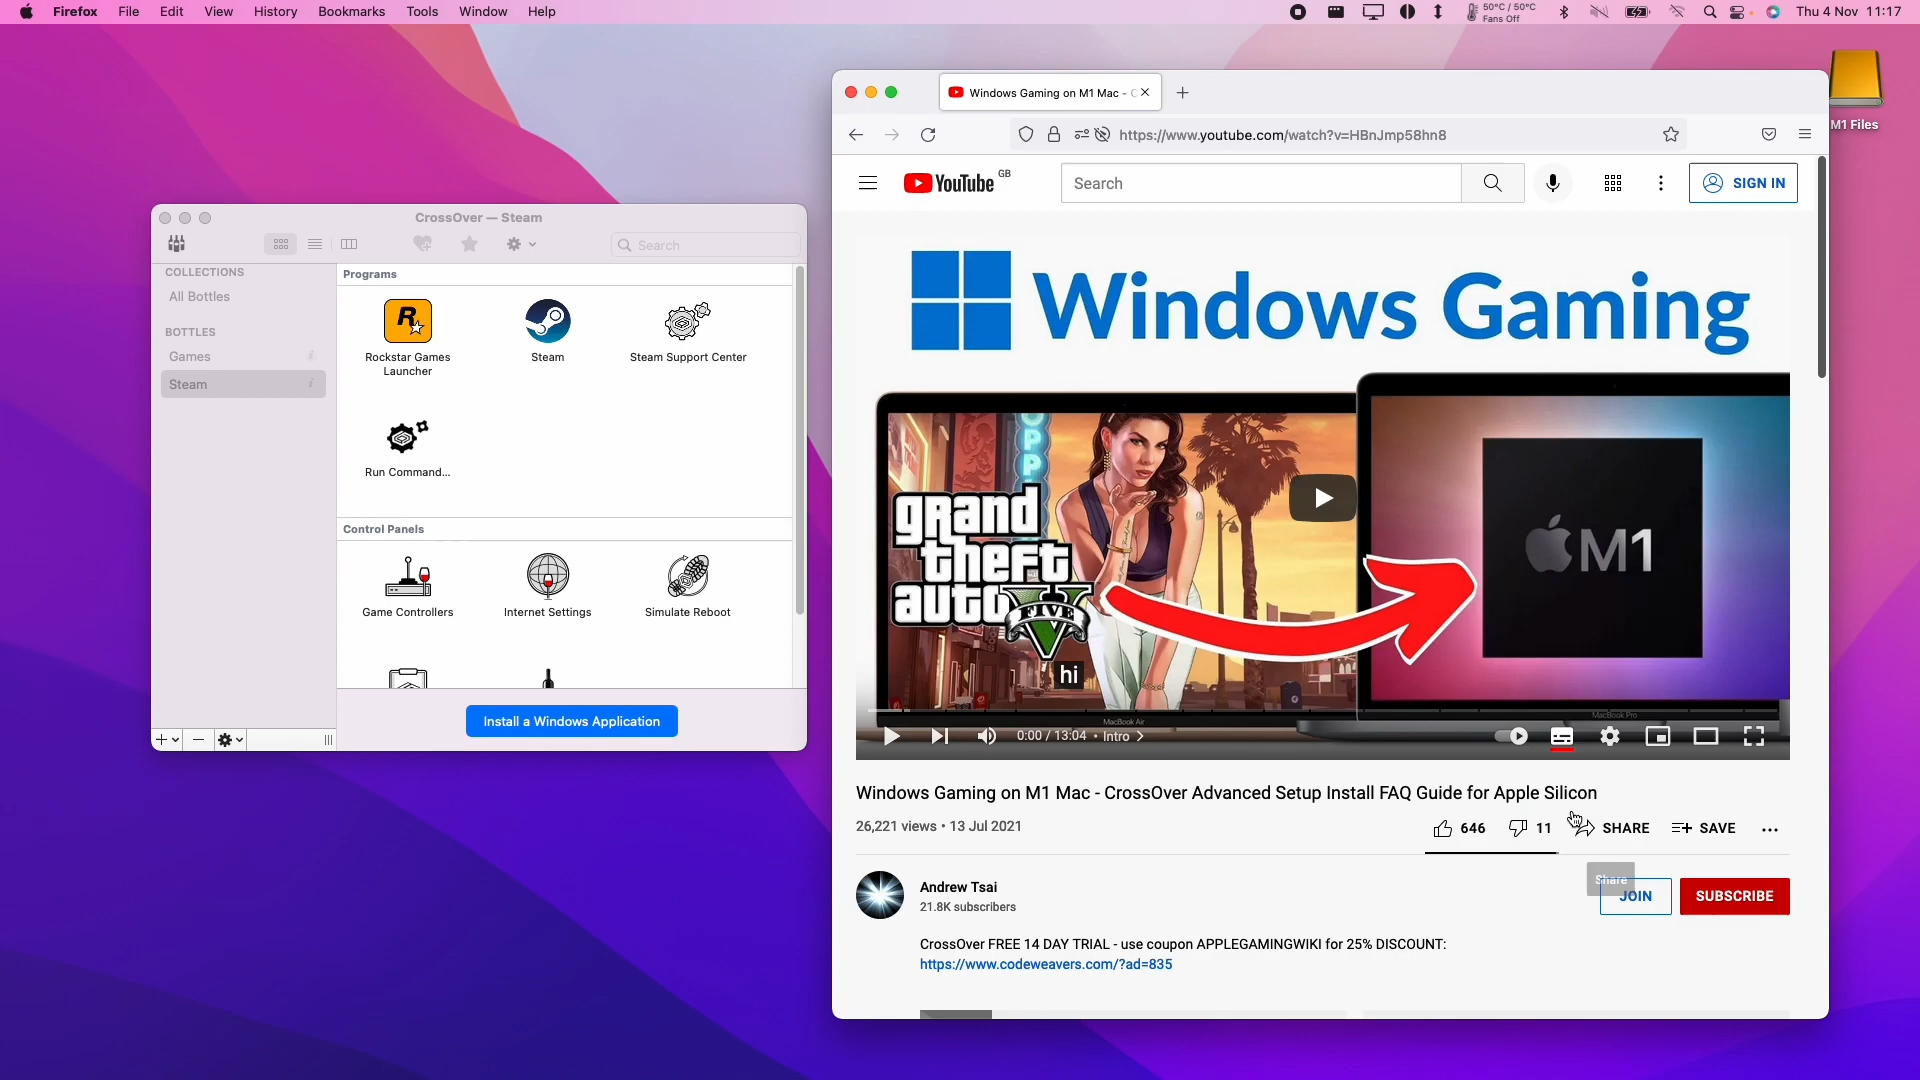 Firefox File Edit View History Bookmarks Tools Window Help
50°C / 50°C
Fans Off
Thu 4 Nov 11:17
M1 Files
CrossOver — Steam
Search
COLLECTIONS
All Bottles
BOTTLES
Games
Steam
Programs
Rockstar Games
Launcher
Steam
Steam Support Center
Run Command...
Control Panels
Game Controllers
Internet Settings
Simulate Reboot
Install a Windows Application
Windows Gaming on M1 Mac - C
https://www.youtube.com/watch?v=HBnJmp58hn8
YouTube GB
Search
SIGN IN
Windows Gaming
OPP
grand
theft
auto
FIVE
M1
hi
MacBook Air
MacBook Pro
0:00 / 13:04 • Intro
Windows Gaming on M1 Mac - CrossOver Advanced Setup Install FAQ Guide for Apple Silicon
26,221 views • 13 Jul 2021
646
11
SHARE
SAVE
Share
Andrew Tsai
21.8K subscribers
JOIN
SUBSCRIBE
CrossOver FREE 14 DAY TRIAL - use coupon APPLEGAMINGWIKI for 25% DISCOUNT:
https://www.codeweavers.com/?ad=835